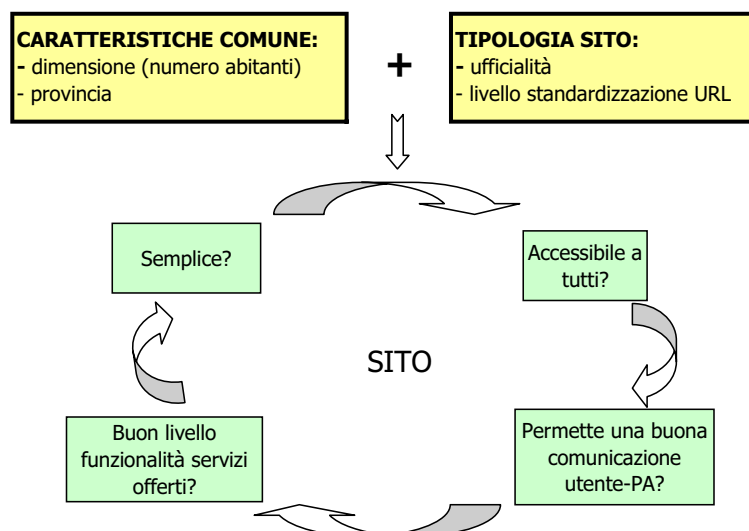 CARATTERISTICHE COMUNE:
- dimensione (numero abitanti)
- provincia
+
TIPOLOGIA SITO:
- ufficialità
- livello standardizzazione URL
Semplice?
Accessibile a
tutti?
SITO
Buon livello
funzionalità servizi
offerti?
Permette una buona
comunicazione
utente-PA?